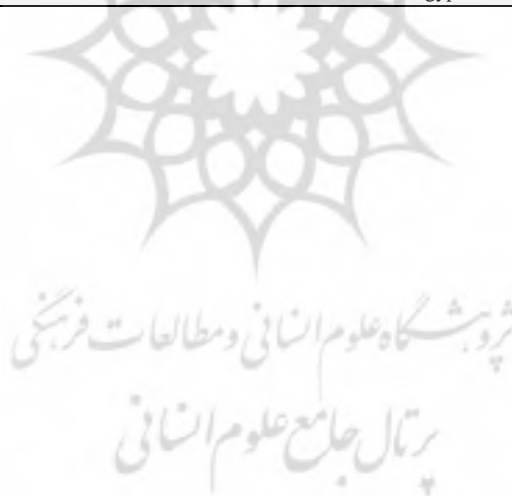 پژوهشگاه علوم انسانی و مطالعات فرهنگی
پرتال جامع علوم انسانی